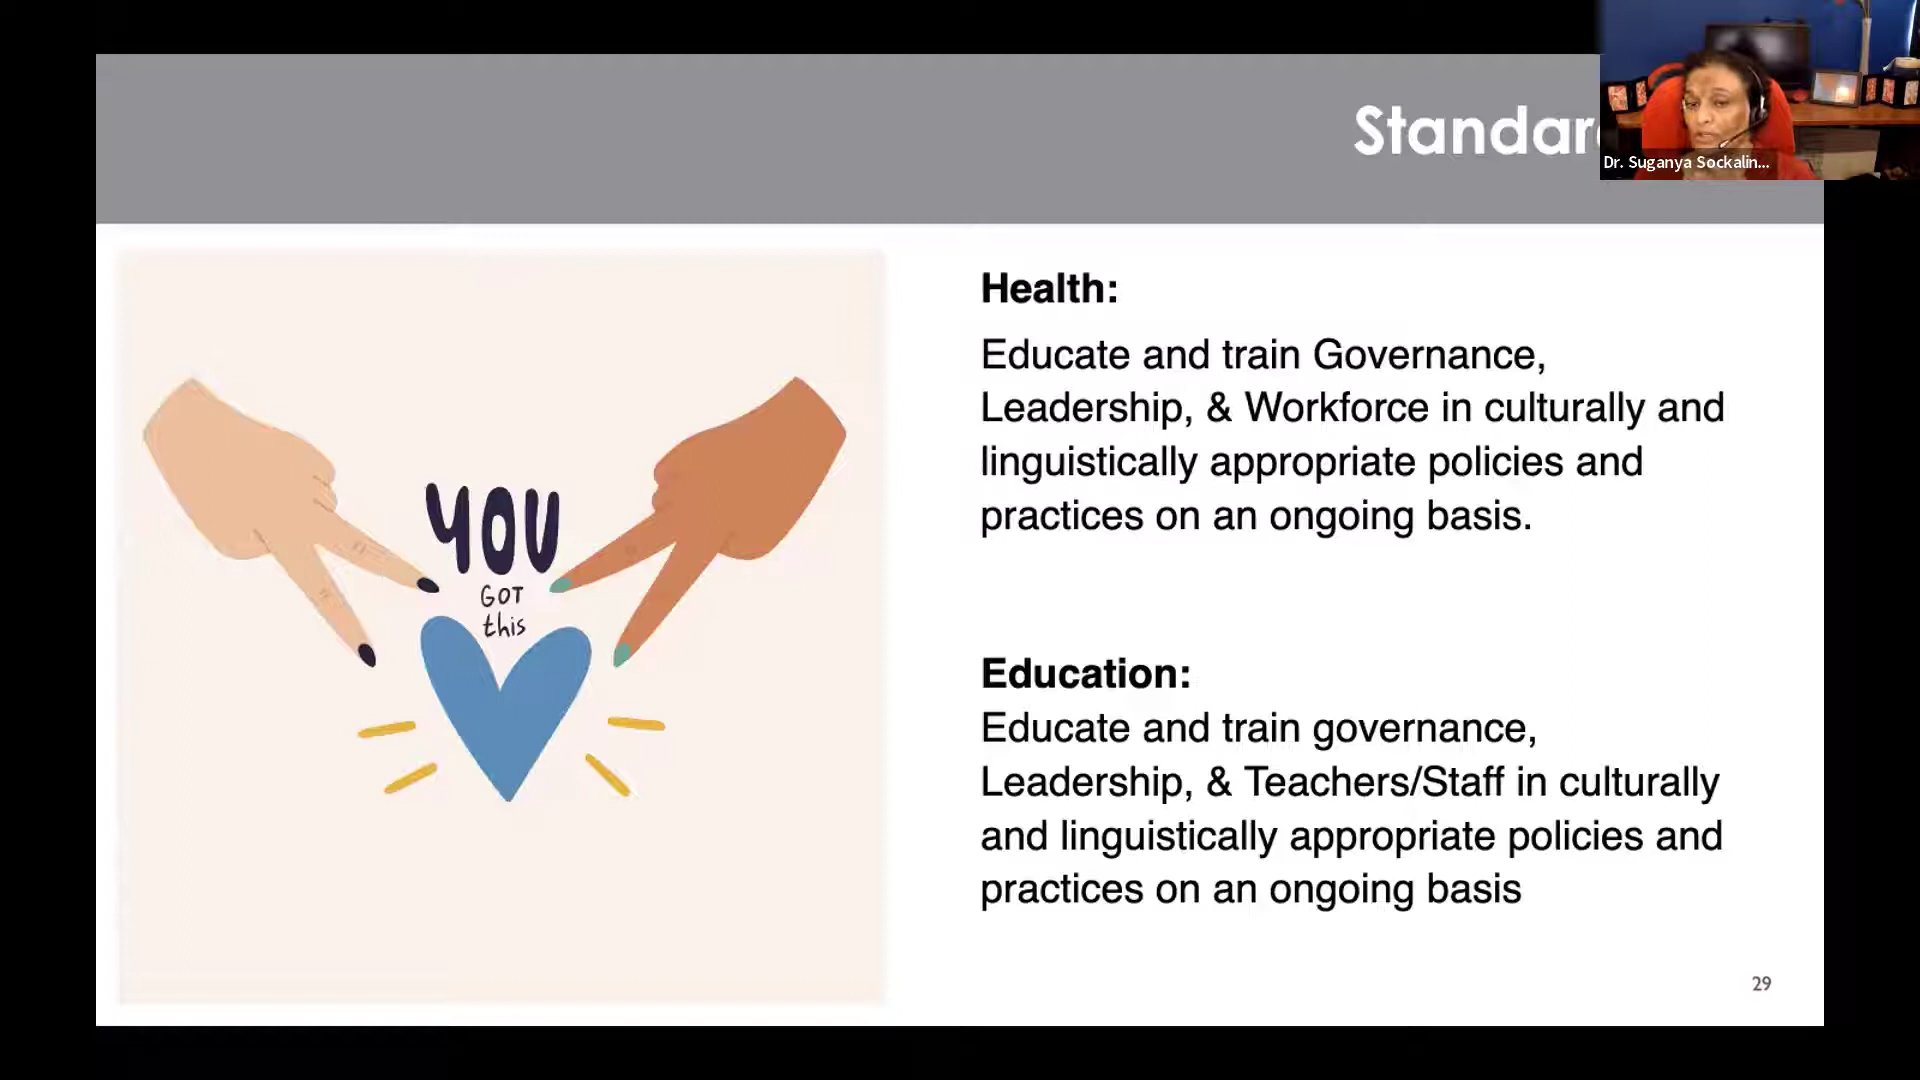 Dr. Suganya Sockalin...
Health:
Educate and train Governance,
Leadership, & Workforce in culturally and
linguistically appropriate policies and
practices on an ongoing basis.
YOU
GOT
this
Education:
Educate and train governance,
Leadership, & Teachers/Staff in culturally
and linguistically appropriate policies and
practices on an ongoing basis
29